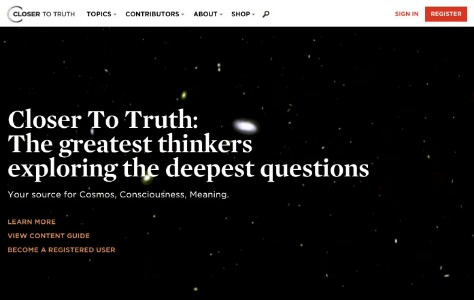 CLOSER TO TRUTH TOPICS CONTRIBUTORS ABOUT SHOP SIGN IN REGISTER
Closer To Truth:
The greatest thinkers
exploring the deepest questions
Your source for Cosmos, Consciousness, Meaning.
LEARN MORE
VIEW CONTENT GUIDE
BECOME A REGISTERED USER